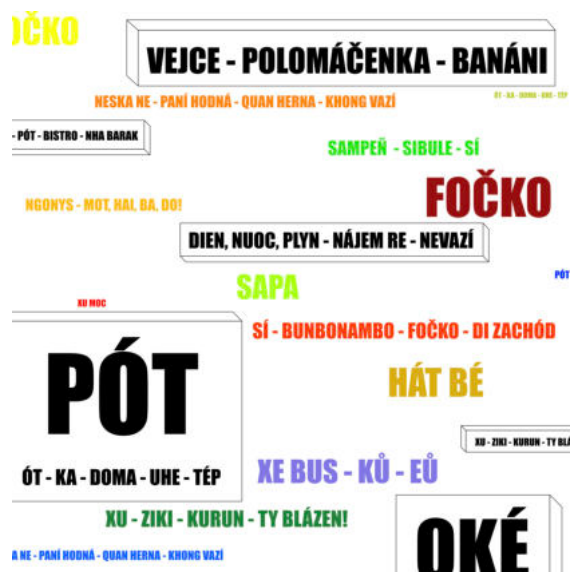 OČKO
VEJCE - POLOMÁČENKA - BANÁNI
NESKA NE - PANÍ HODNÁ - QUAN HERNA - KHONG VAZÍ
ÓT - KA - DOMA - UHE - TÉP
- PÓT - BISTRO - NHA BARAK
SAMPEŇ - SIBULE - SÍ
FOČKO
NGONYS - MOT, HAI, BA, DO!
DIEN, NUOC, PLYN - NÁJEM RE - NEVAZÍ
PÓT
SAPA
XU MOC
SÍ - BUNBONAMBO - FOČKO - DI ZACHÓD
PÓT
HÁT BÉ
XU - ZIKI - KURUN - TY BLÁ
XE BUS - KŮ - EŮ
ÓT - KA - DOMA - UHE - TÉP
XU - ZIKI - KURUN - TY BLÁZEN!
OKÉ
A NE - PANÍ HODNÁ - QUAN HERNA - KHONG VAZÍ